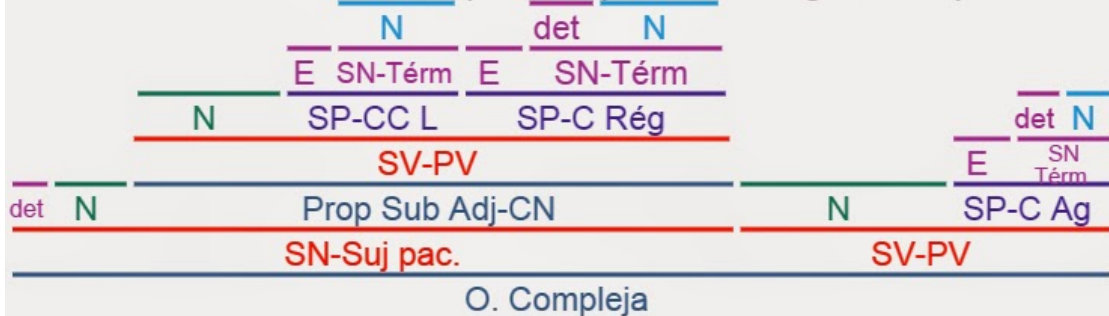 N det N
E SN-Térm E SN-Térm
N SP-CC L SP-C Rég det N
SV-PV E SN Térm
det N Prop Sub Adj-CN N SP-C Ag
SN-Suj pac. SV-PV
O. Compleja